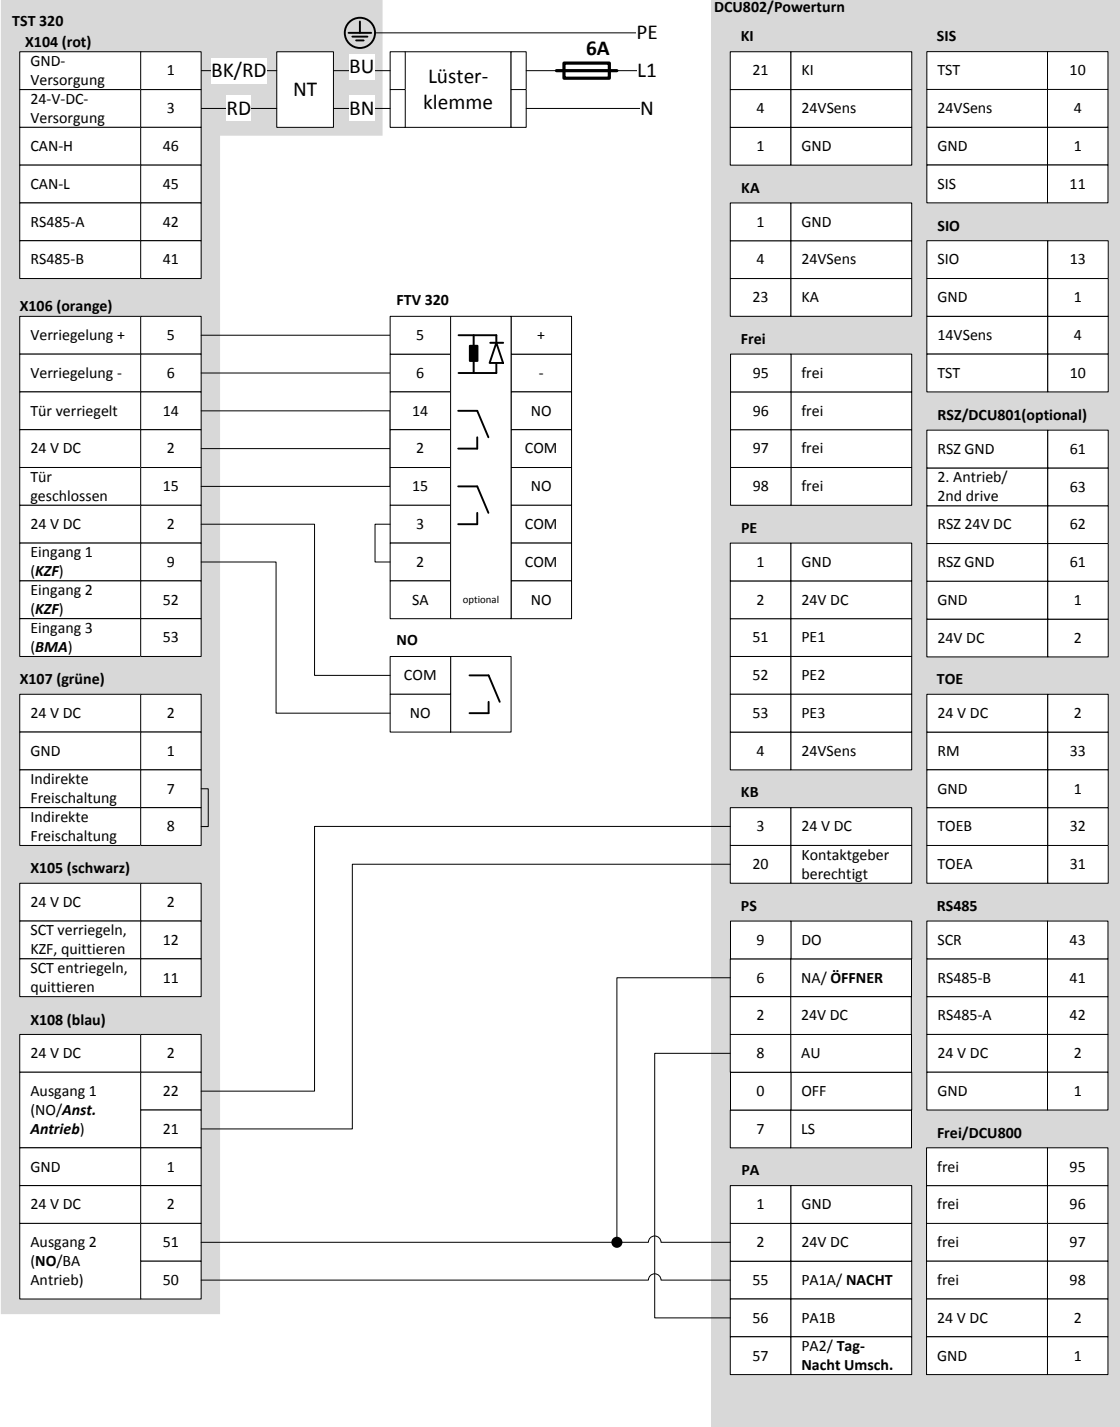 TST 320
X104 (rot)
GND-
Versorgung
1
24-V-DC-
Versorgung
3
CAN-H
46
CAN-L
45
RS485-A
42
RS485-B
41
BK/RD
RD
NT
BU
BN
Lüster-
klemme
6A
PE
L1
N
X106 (orange)
Verriegelung +
5
Verriegelung -
6
Tür verriegelt
14
24 V DC
2
Tür
geschlossen
15
24 V DC
2
Eingang 1
(KZF)
9
Eingang 2
(KZF)
52
Eingang 3
(BMA)
53
FTV 320
5
+
6
-
14
NO
2
COM
15
NO
3
COM
2
COM
SA
optional
NO
NO
COM
NO
X107 (grüne)
24 V DC
2
GND
1
Indirekte
Freischaltung
7
Indirekte
Freischaltung
8
X105 (schwarz)
24 V DC
2
SCT verriegeln,
KZF, quittieren
12
SCT entriegeln,
quittieren
11
X108 (blau)
24 V DC
2
Ausgang 1
(NO/Anst.
Antrieb)
22
21
GND
1
24 V DC
2
Ausgang 2
(NO/BA
Antrieb)
51
50
DCU802/Powerturn
KI
21
KI
4
24VSens
1
GND
KA
1
GND
4
24VSens
23
KA
Frei
95
frei
96
frei
97
frei
98
frei
PE
1
GND
2
24V DC
51
PE1
52
PE2
53
PE3
4
24VSens
KB
3
24 V DC
20
Kontaktgeber
berechtigt
PS
9
DO
6
NA/ ÖFFNER
2
24V DC
8
AU
0
OFF
7
LS
PA
1
GND
2
24V DC
55
PA1A/ NACHT
56
PA1B
57
PA2/ Tag-
Nacht Umsch.
SIS
TST
10
24VSens
4
GND
1
SIS
11
SIO
SIO
13
GND
1
14VSens
4
TST
10
RSZ/DCU801(optional)
RSZ GND
61
2. Antrieb/
2nd drive
63
RSZ 24V DC
62
RSZ GND
61
GND
1
24V DC
2
TOE
24 V DC
2
RM
33
GND
1
TOEB
32
TOEA
31
RS485
SCR
43
RS485-B
41
RS485-A
42
24 V DC
2
GND
1
Frei/DCU800
frei
95
frei
96
frei
97
frei
98
24 V DC
2
GND
1